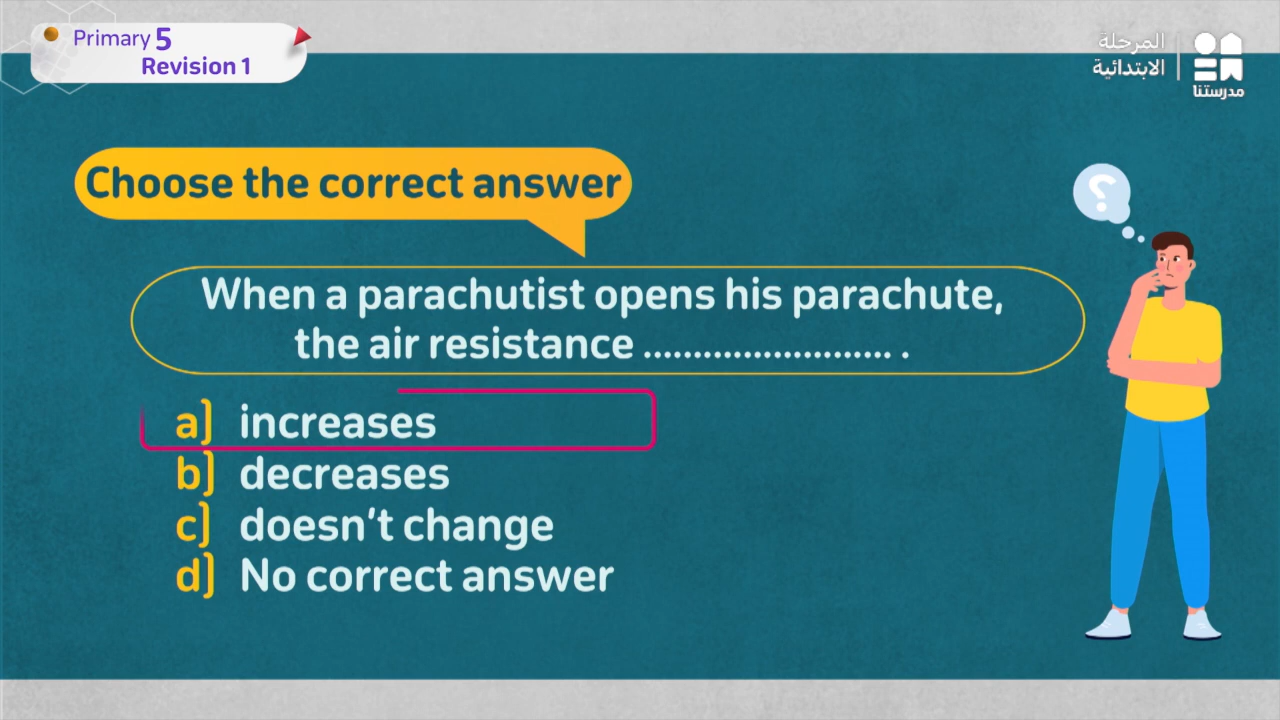 Primary 5
Revision 1
المرحلة
الابتدائية
مدرستنا
Choose the correct answer
?
When a parachutist opens his parachute,
the air resistance ......................... .
a] increases
b] decreases
c] doesn't change
d] No correct answer